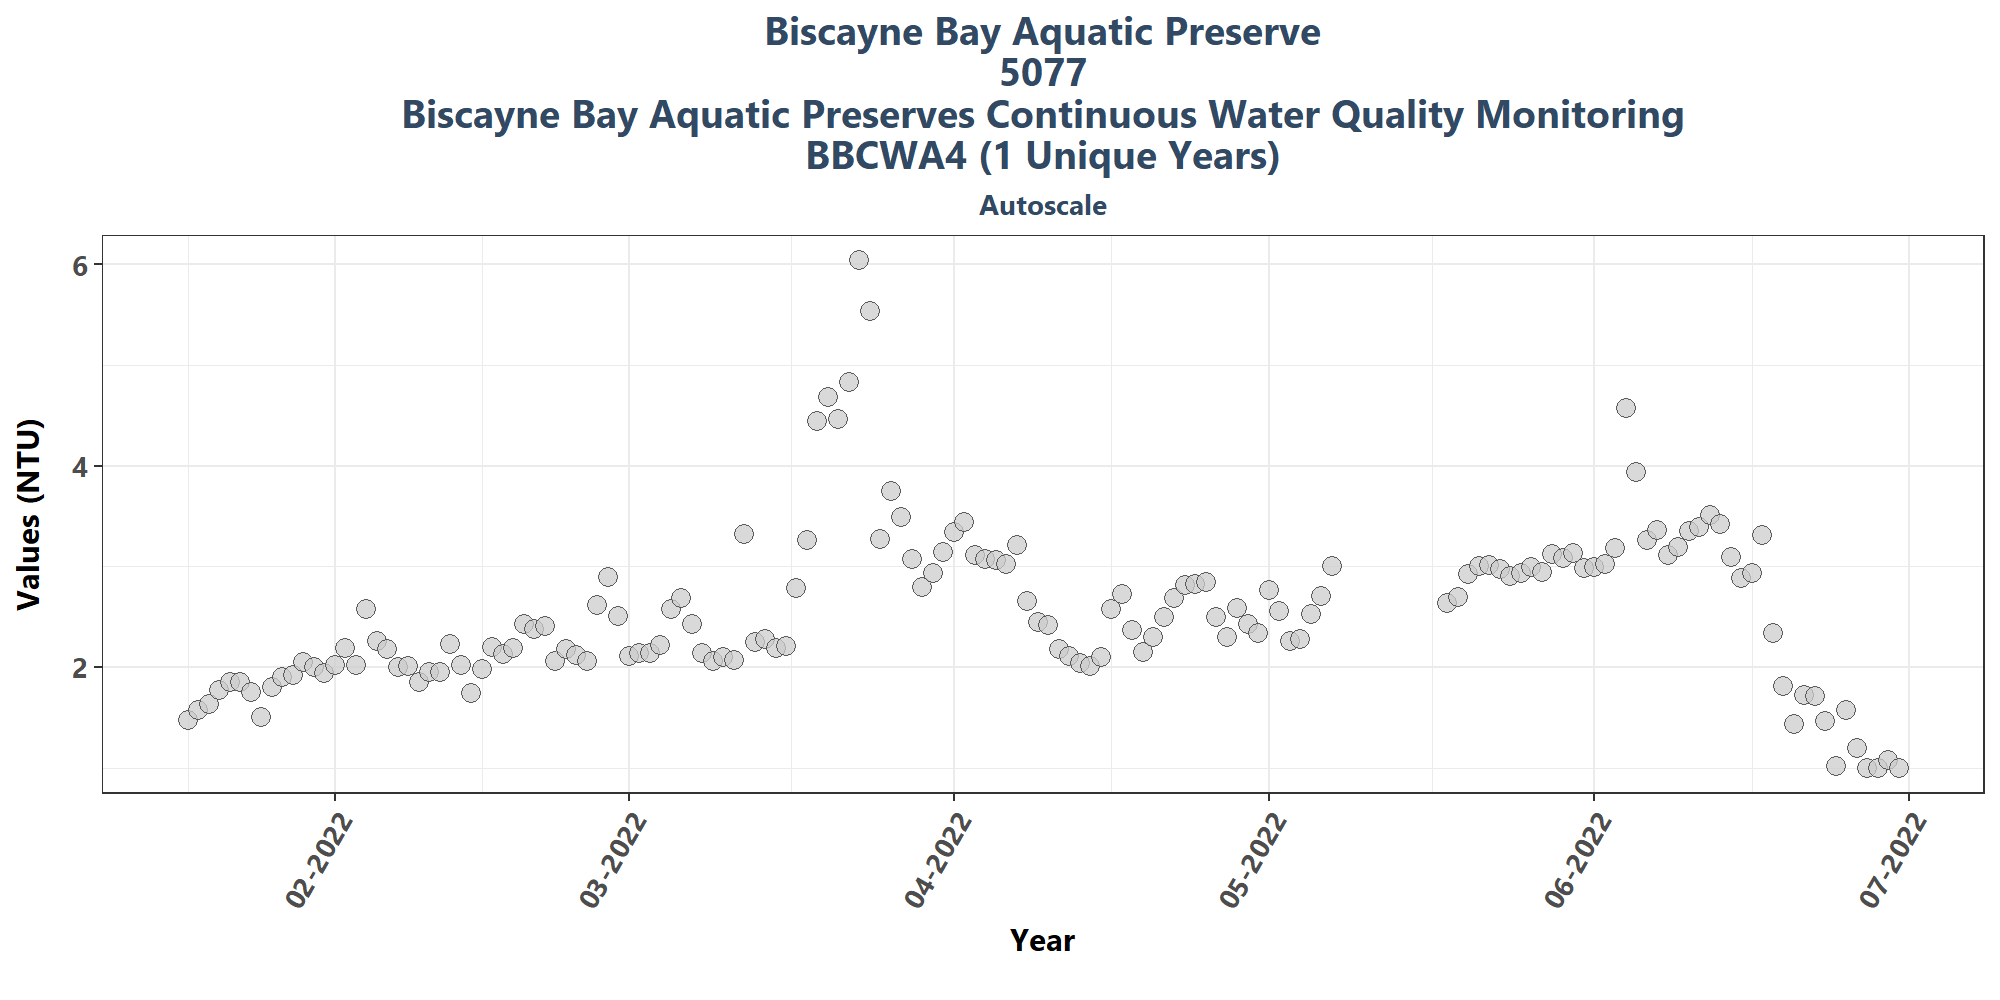 Biscayne Bay Aquatic Preserve
5077
Biscayne Bay Aquatic Preserves Continuous Water Quality Monitoring
BBCWA4 (1 Unique Years)
Autoscale
Values (NTU)
6
4
2
02-2022
03-2022
04-2022
05-2022
06-2022
07-2022
Year